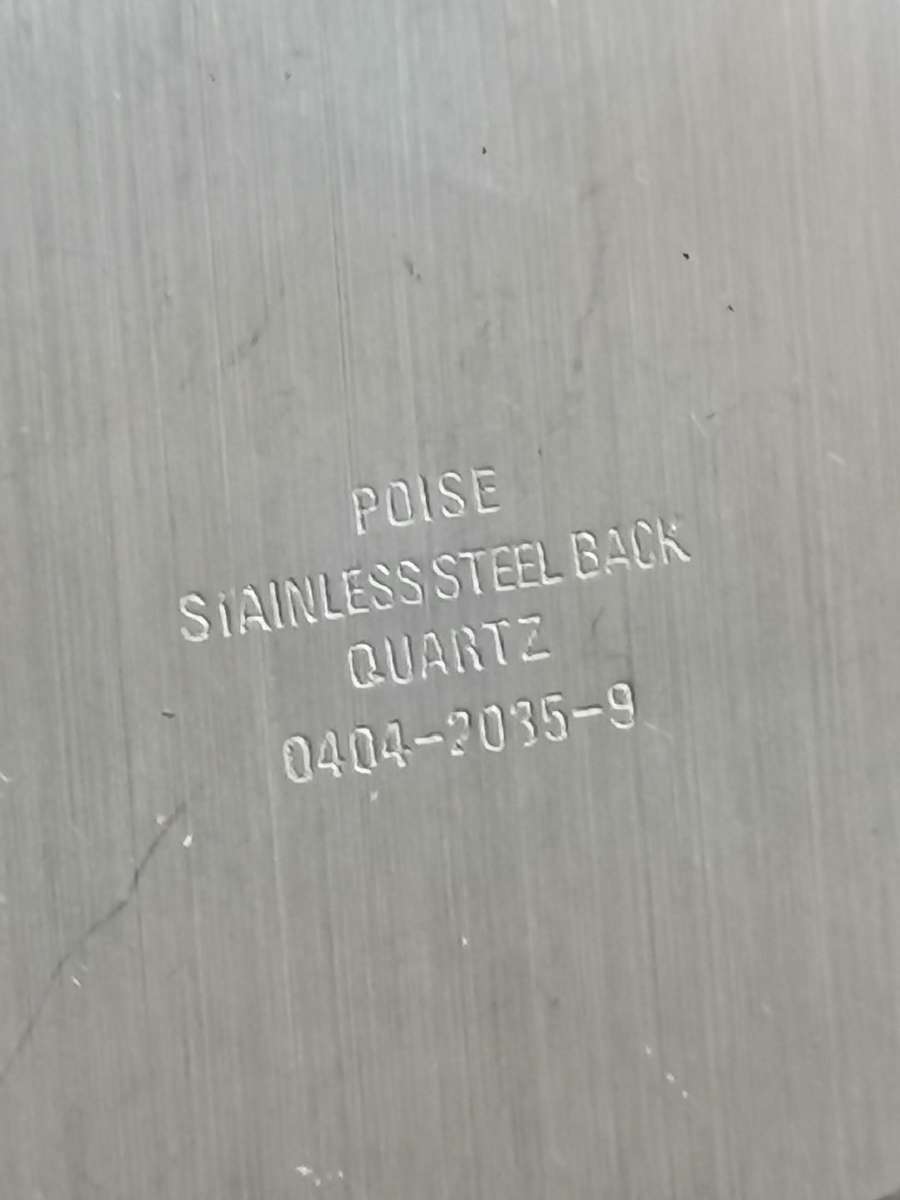 POISE
STAINLESS STEEL BACK
QUARTZ
0404-2035-9